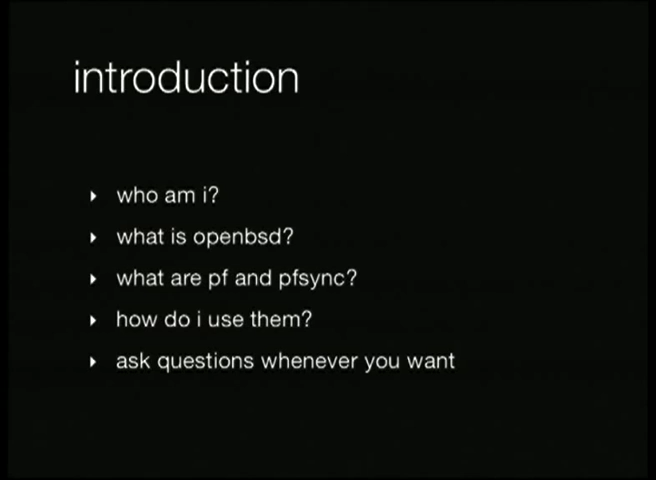 introduction
who am i?
what is openbsd?
what are pf and pfsync?
how do i use them?
ask questions whenever you want